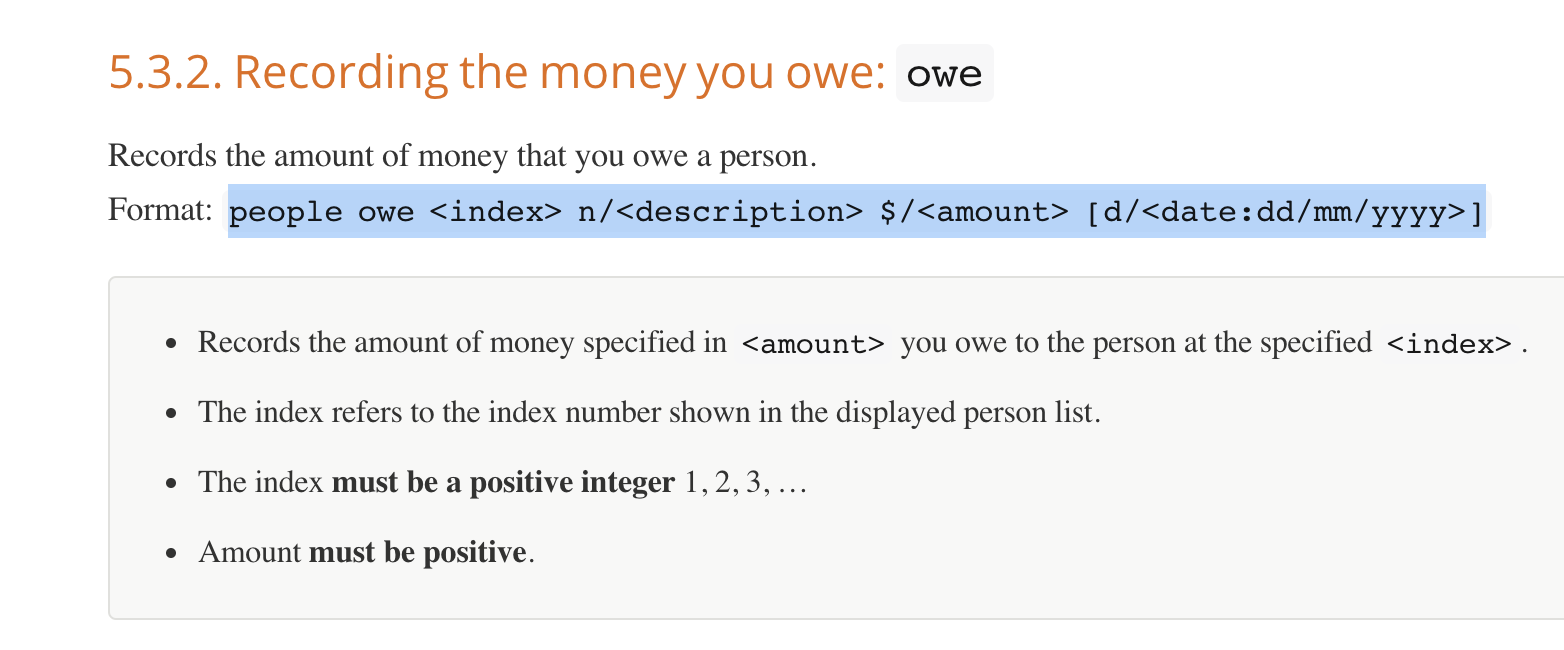 5.3.2. Recording the money you owe: owe
Records the amount of money that you owe a person.
Format: people owe <index> n/<description> $/<amount> [d/<date:dd/mm/yyyy>]
• Records the amount of money specified in <amount> you owe to the person at the specified <index>.
• The index refers to the index number shown in the displayed person list.
• The index must be a positive integer 1, 2, 3, …
• Amount must be positive.